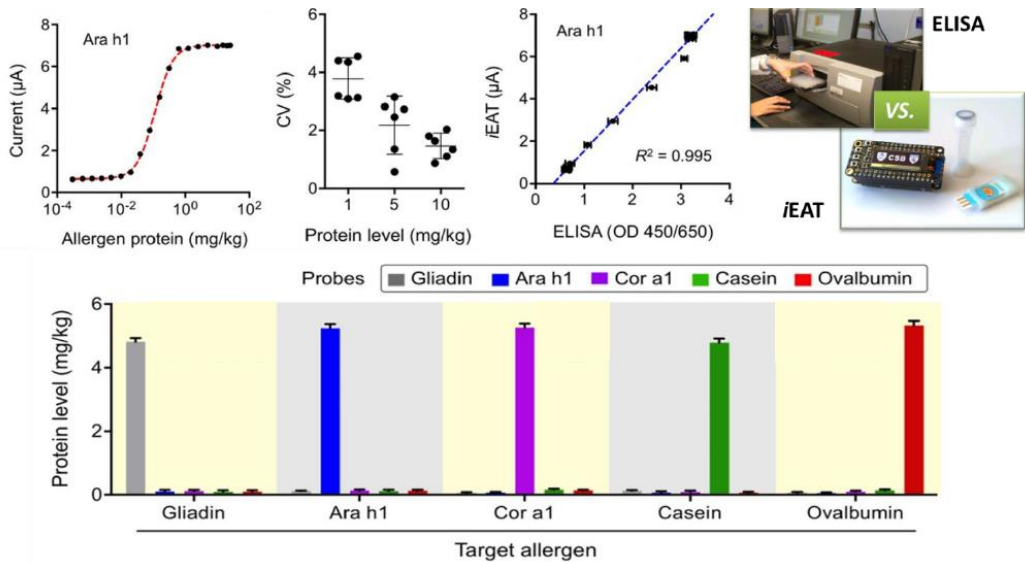 Ara h1
Current (µA)
8
6
4
2
0
10⁻⁴
10⁻²
10⁰
10²
Allergen protein (mg/kg)
CV (%)
6
4
2
0
1
5
10
Protein level (mg/kg)
Ara h1
iEAT (µA)
8
6
4
2
0
R² = 0.995
0
1
2
3
4
ELISA (OD 450/650)
ELISA
VS.
CSB
iEAT
Probes
Gliadin
Ara h1
Cor a1
Casein
Ovalbumin
Protein level (mg/kg)
6
4
2
0
Gliadin
Ara h1
Cor a1
Casein
Ovalbumin
Target allergen